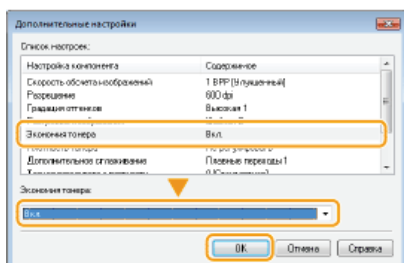 Дополнительные настройки
Список настроек:
Настройка компонента Содержимое
Скорость обсчета изображений 1 BPP [Улучшенный]
Разрешение 600 dpi
Градация оттенков Высокая 1
Экономия тонера Вкл.
Дополнительное сглаживание Плавные переходы 1
Экономия тонера:
Вкл.
OK Отмена Справка